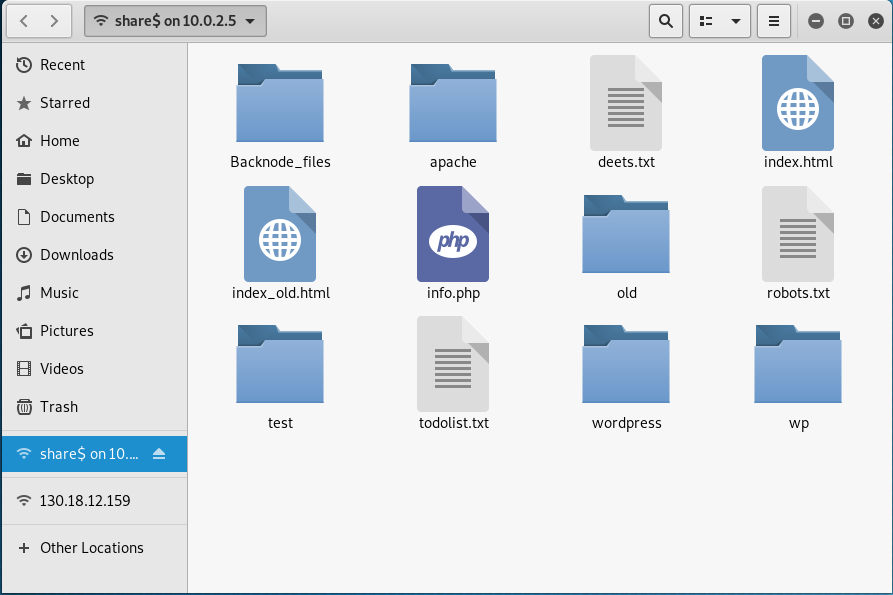 share$ on 10.0.2.5
Recent
Starred
Home
Desktop
Documents
Downloads
Music
Pictures
Videos
Trash
share$ on 10....
130.18.12.159
Other Locations
Backnode_files
apache
deets.txt
index.html
index_old.html
php
info.php
old
robots.txt
test
todolist.txt
wordpress
wp